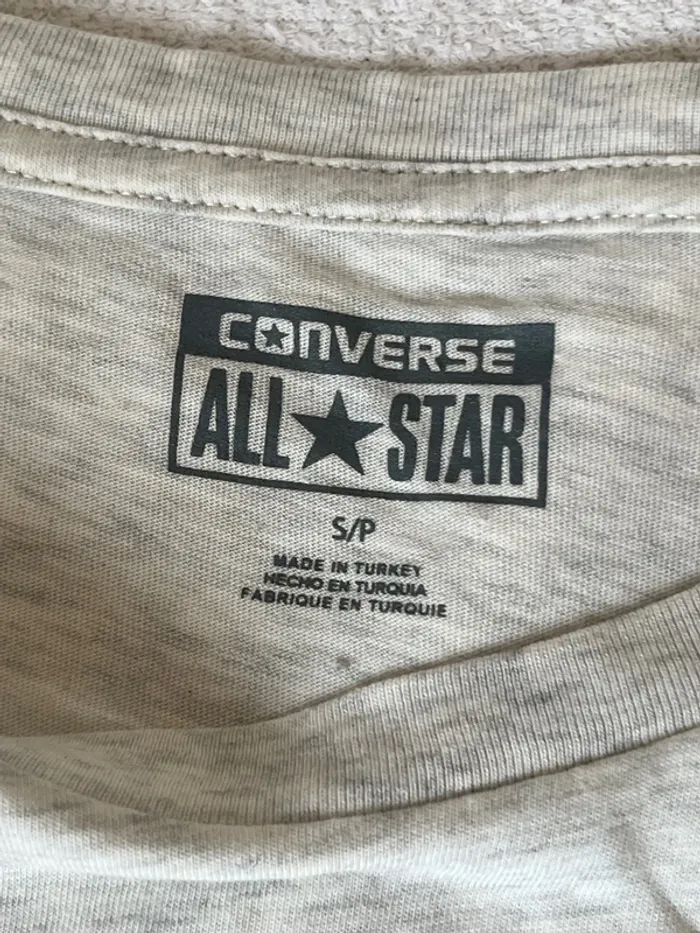 CONVERSE
ALL★STAR
S/P
MADE IN TURKEY
HECHO EN TURQUIA
FABRIQUE EN TURQUIE